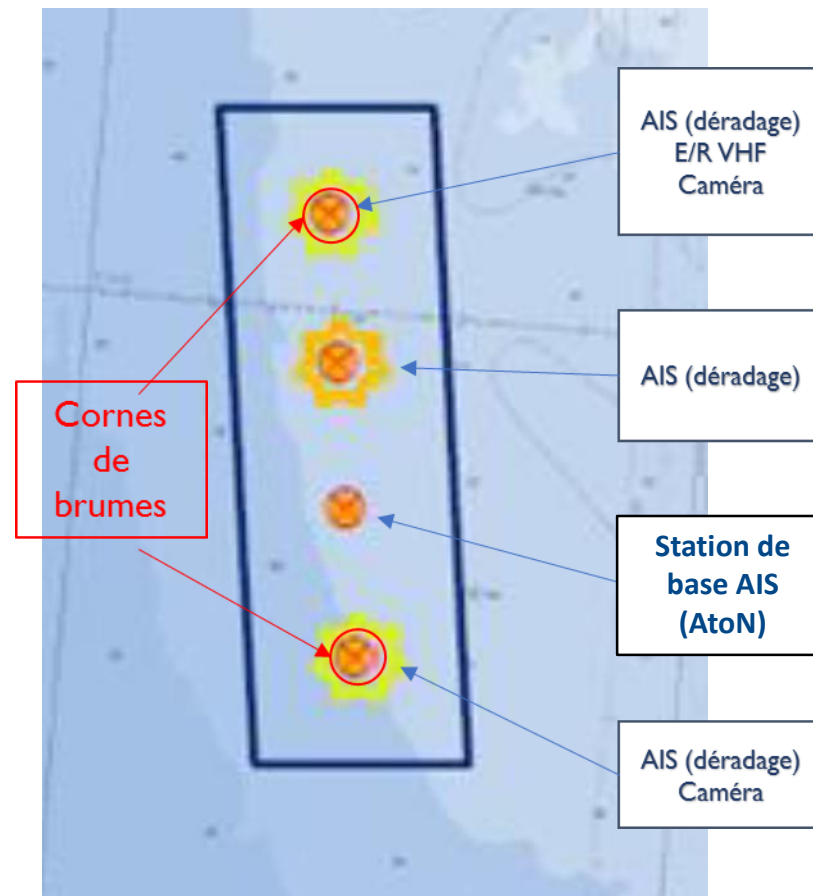 AIS (déradage)
E/R VHF
Caméra
AIS (déradage)
Cornes
de
brumes
Station de
base AIS
(AtoN)
AIS (déradage)
Caméra